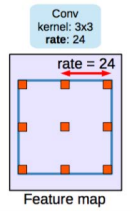 Conv
kernel: 3x3
rate: 24
rate = 24
Feature map